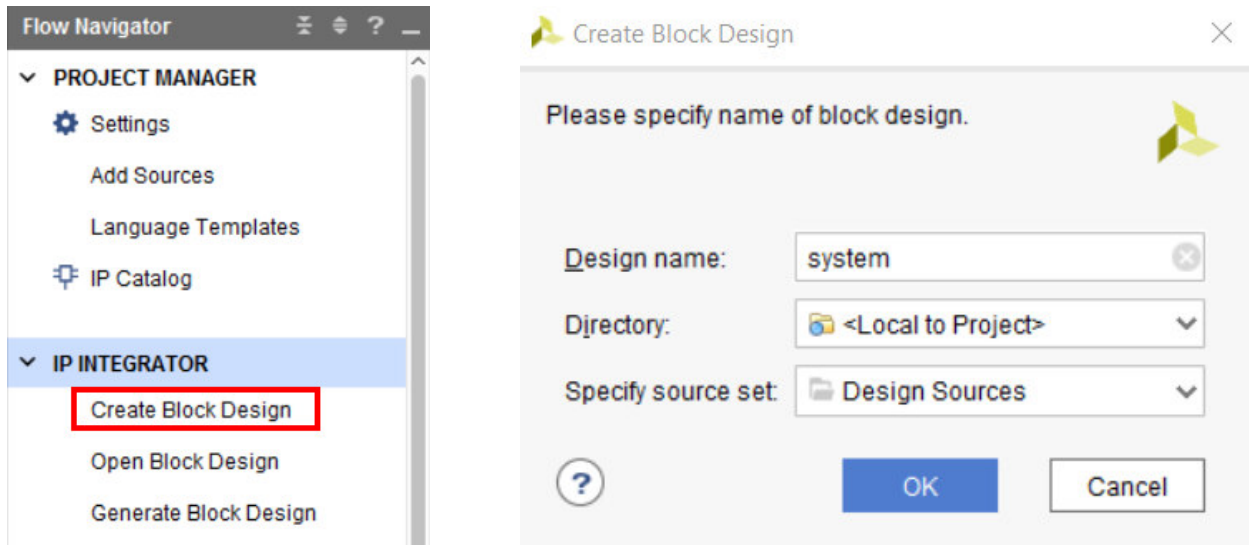 Flow Navigator
?
PROJECT MANAGER
Settings
Add Sources
Language Templates
IP Catalog
IP INTEGRATOR
Create Block Design
Open Block Design
Generate Block Design
Create Block Design
Please specify name of block design.
Design name: system
Directory: <Local to Project>
Specify source set: Design Sources
? OK Cancel